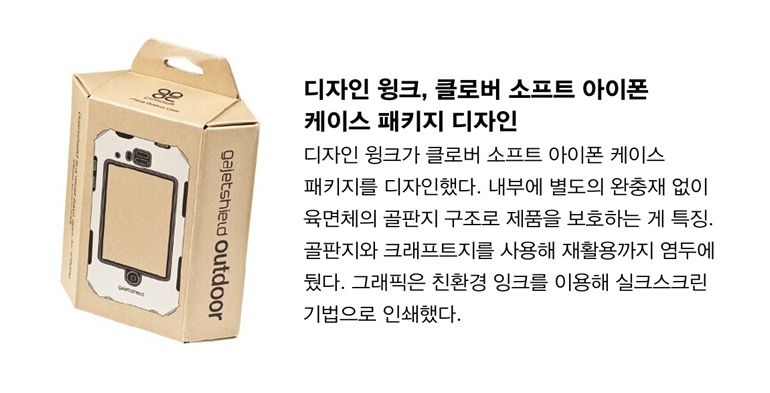 gajetshield outdoor
gajetshield
디자인 윙크, 클로버 소프트 아이폰
케이스 패키지 디자인
디자인 윙크가 클로버 소프트 아이폰 케이스
패키지를 디자인했다. 내부에 별도의 완충재 없이
육면체의 골판지 구조로 제품을 보호하는 게 특징.
골판지와 크래프트지를 사용해 재활용까지 염두에
뒀다. 그래픽은 친환경 잉크를 이용해 실크스크린
기법으로 인쇄했다.